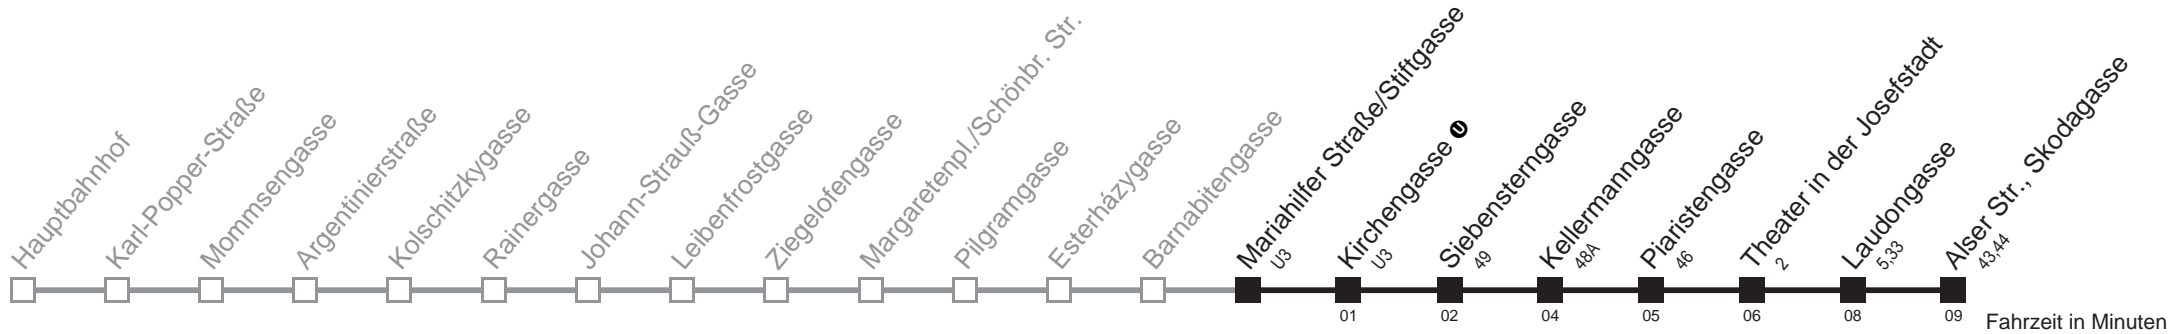 Hauptbahnhof
Karl-Popper-Straße
Mommsengasse
Argentinierstraße
Kolschitzkygasse
Rainergasse
Johann-Strauß-Gasse
Leibenfrostgasse
Ziegelofengasse
Margaretenpl./Schönbr. Str.
Pilgramgasse
Esterházygasse
Barnabitengasse
Mariahilfer Straße/Stiftgasse
U3
Kirchengasse U
U3
01
Siebensterngasse
49
02
Kellermanngasse
48A
04
Piaristengasse
46
05
Theater in der Josefstadt
2
06
Laudongasse
5,33
08
Alser Str., Skodagasse
43,44
09
Fahrzeit in Minuten